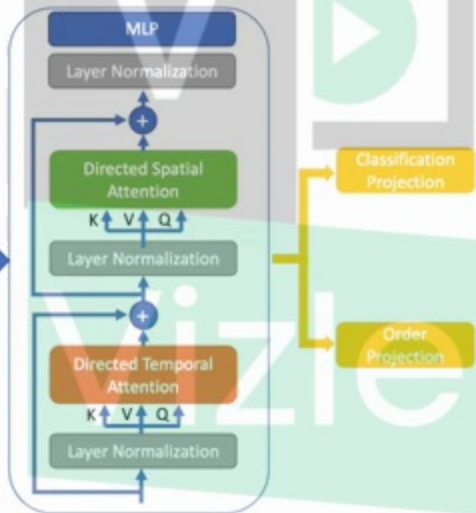 MLP
Layer Normalization
Directed Spatial
Attention
K V Q
Layer Normalization
Directed Temporal
Attention
K V Q
Layer Normalization
Classification
Projection
Order
Projection
Vizle